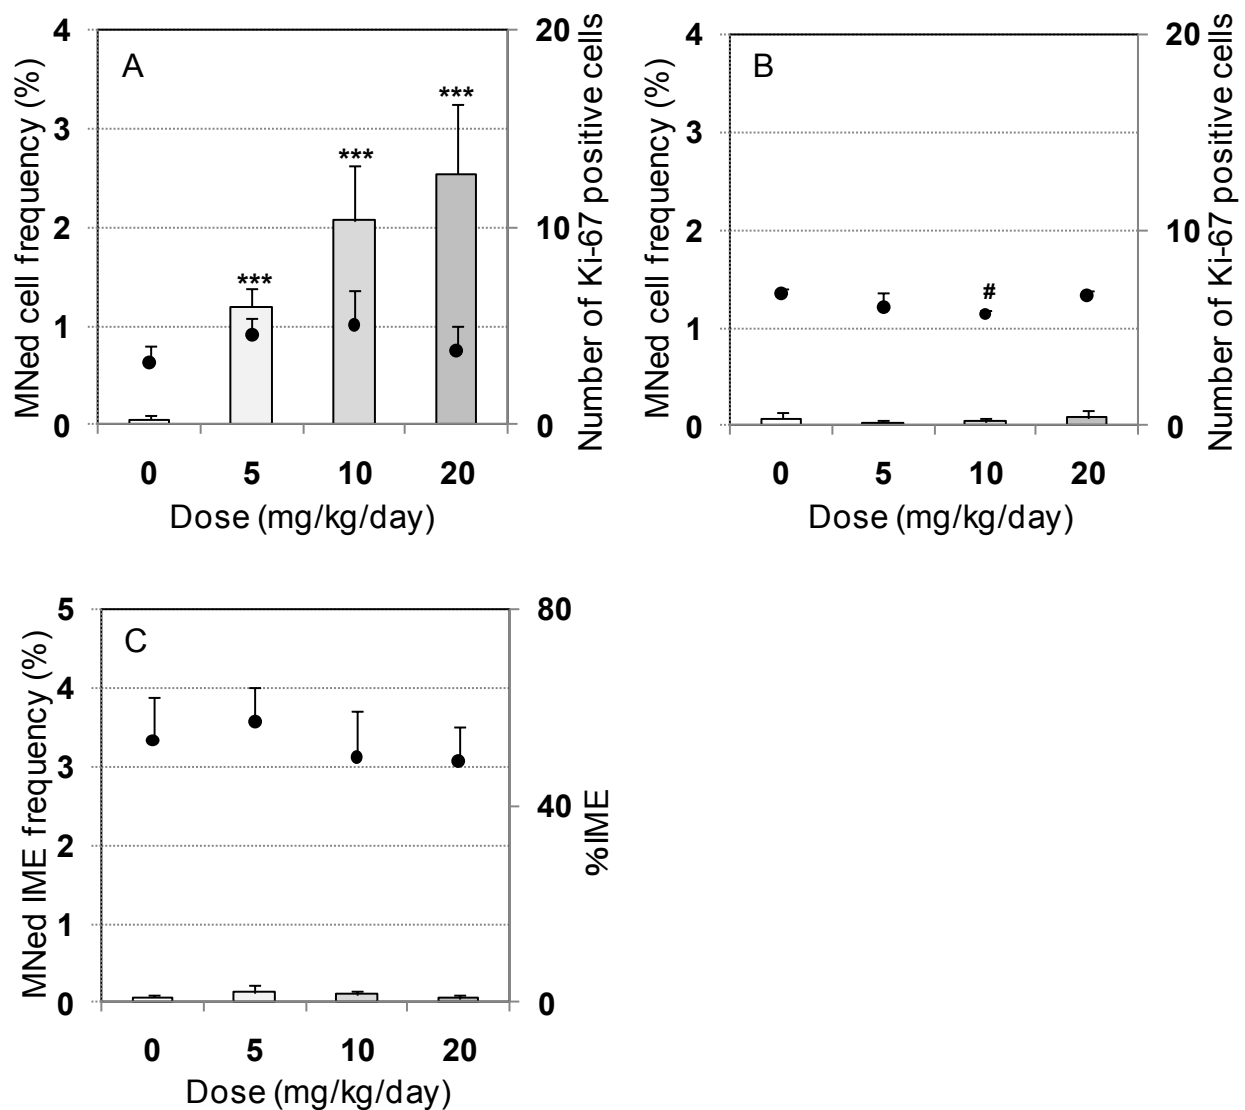 A
MNed cell frequency (%)
4
3
2
1
0
***
***
***
20
10
0
Number of Ki-67 positive cells
0 5 10 20
Dose (mg/kg/day)
B
MNed cell frequency (%)
4
3
2
1
0
#
20
10
0
Number of Ki-67 positive cells
0 5 10 20
Dose (mg/kg/day)
C
MNed IME frequency (%)
5
4
3
2
1
0
80
40
0
%IME
0 5 10 20
Dose (mg/kg/day)